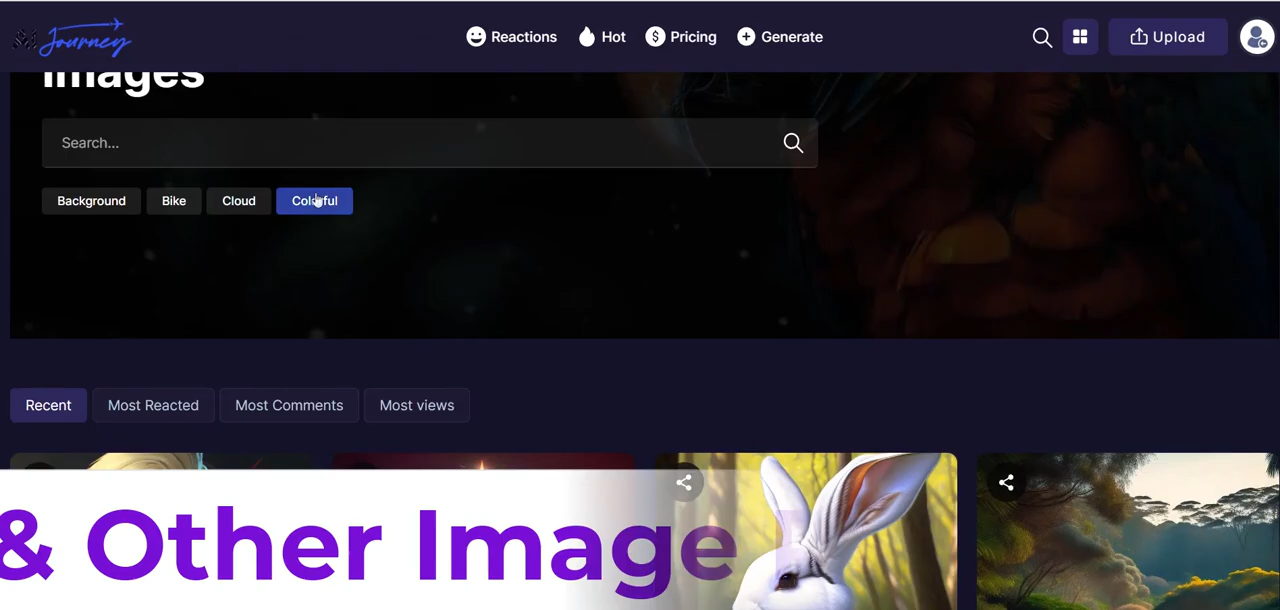 Journey
Reactions
Hot
Pricing
Generate
Upload
Images
Search...
Background
Bike
Cloud
Colorful
Recent
Most Reacted
Most Comments
Most views
& Other Image